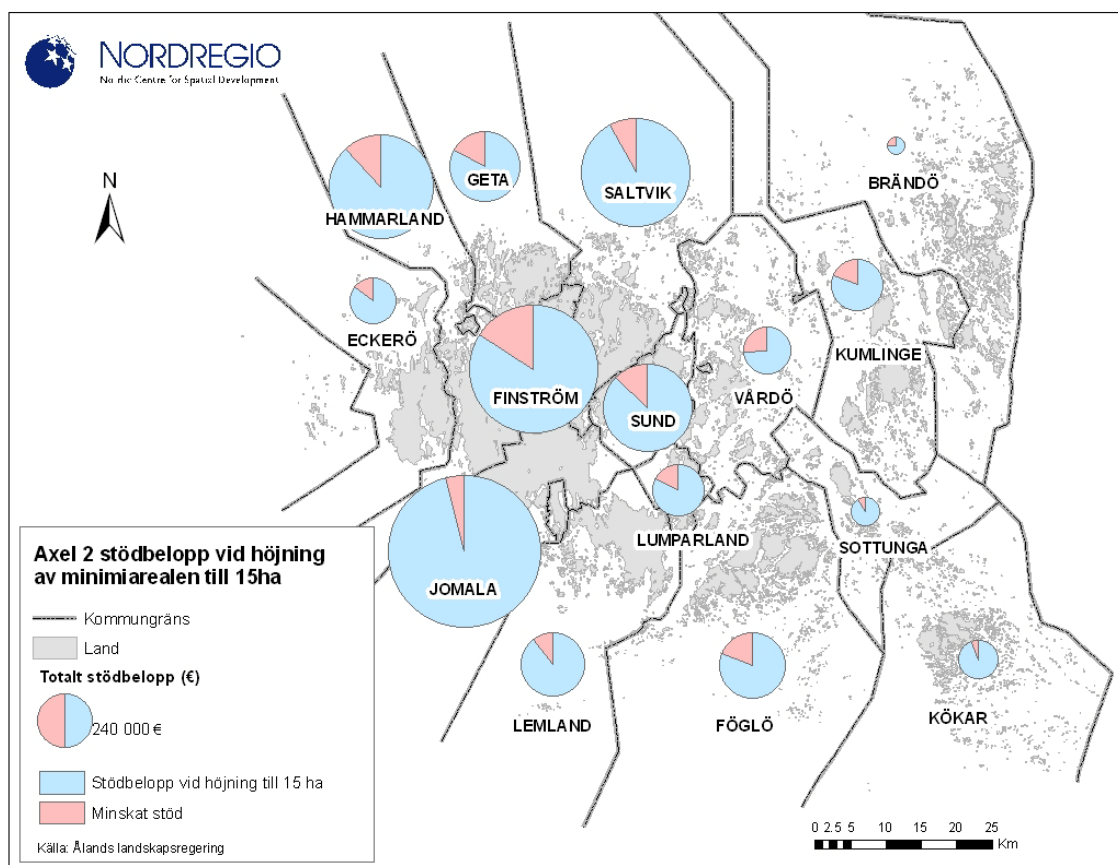 NORDREGIO
Nordic Centre for Spatial Development
N
HAMMARLAND
GETA
SALTVIK
BRÄNDÖ
ECKERÖ
FINSTRÖM
SUND
VÅRDÖ
KUMLINGE
LUMPARLAND
SOTTUNGA
JOMALA
LEMLAND
FÖGLÖ
KÖKAR
Axel 2 stödbelopp vid höjning
av minimiarealen till 15ha
Kommungräns
Land
Totalt stödbelopp (€)
240 000 €
Stödbelopp vid höjning till 15 ha
Minskat stöd
Källa: Ålands landskapsregering
0 2.5 5 10 15 20 25
Km